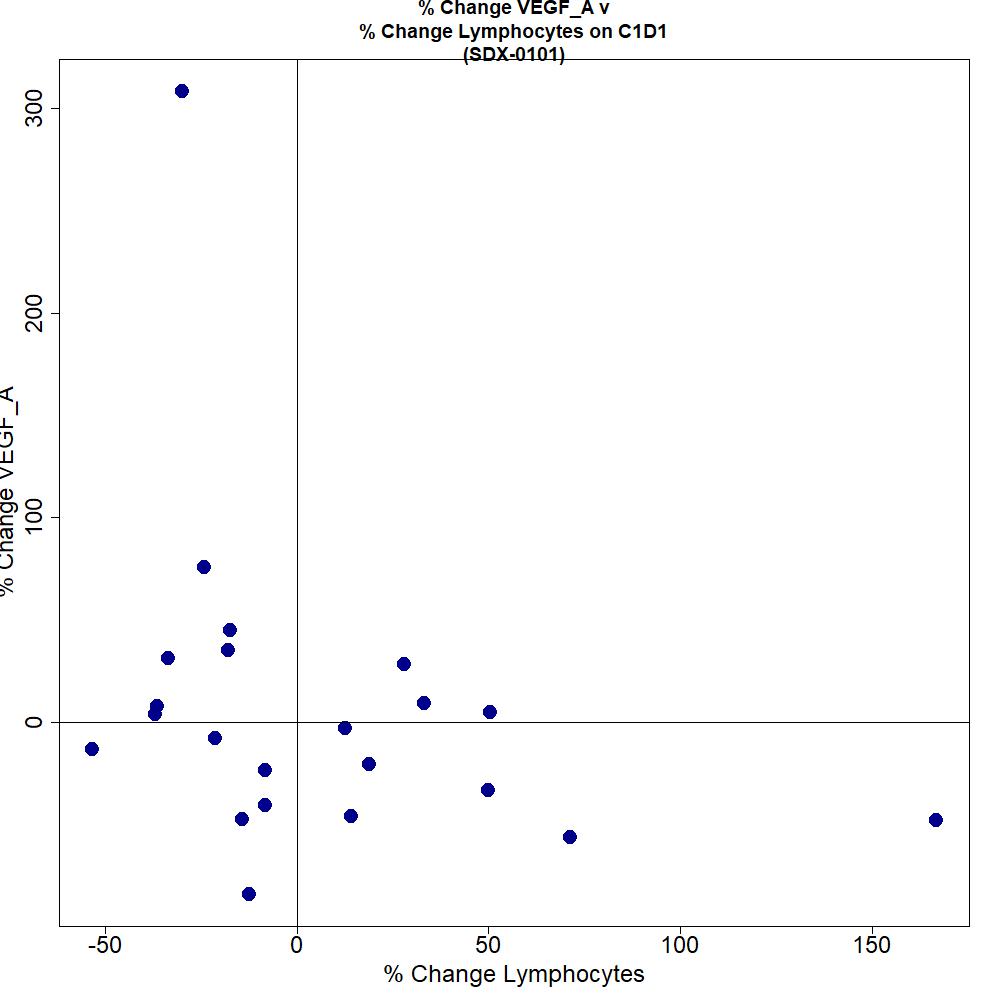 % Change VEGF_A v
% Change Lymphocytes on C1D1
(SDX-0101)
% Change VEGF_A
300
200
100
0
-50
0
50
100
150
% Change Lymphocytes